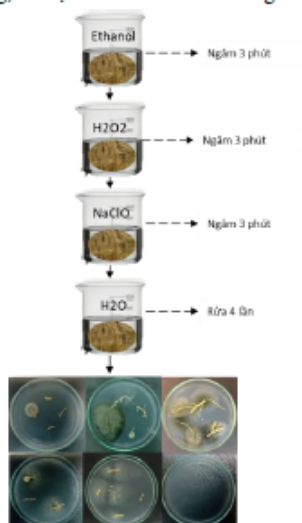 Ethanol
Ngâm 3 phút
H2O2
Ngâm 3 phút
NaClO
Ngâm 3 phút
H2O
Rửa 4 lần